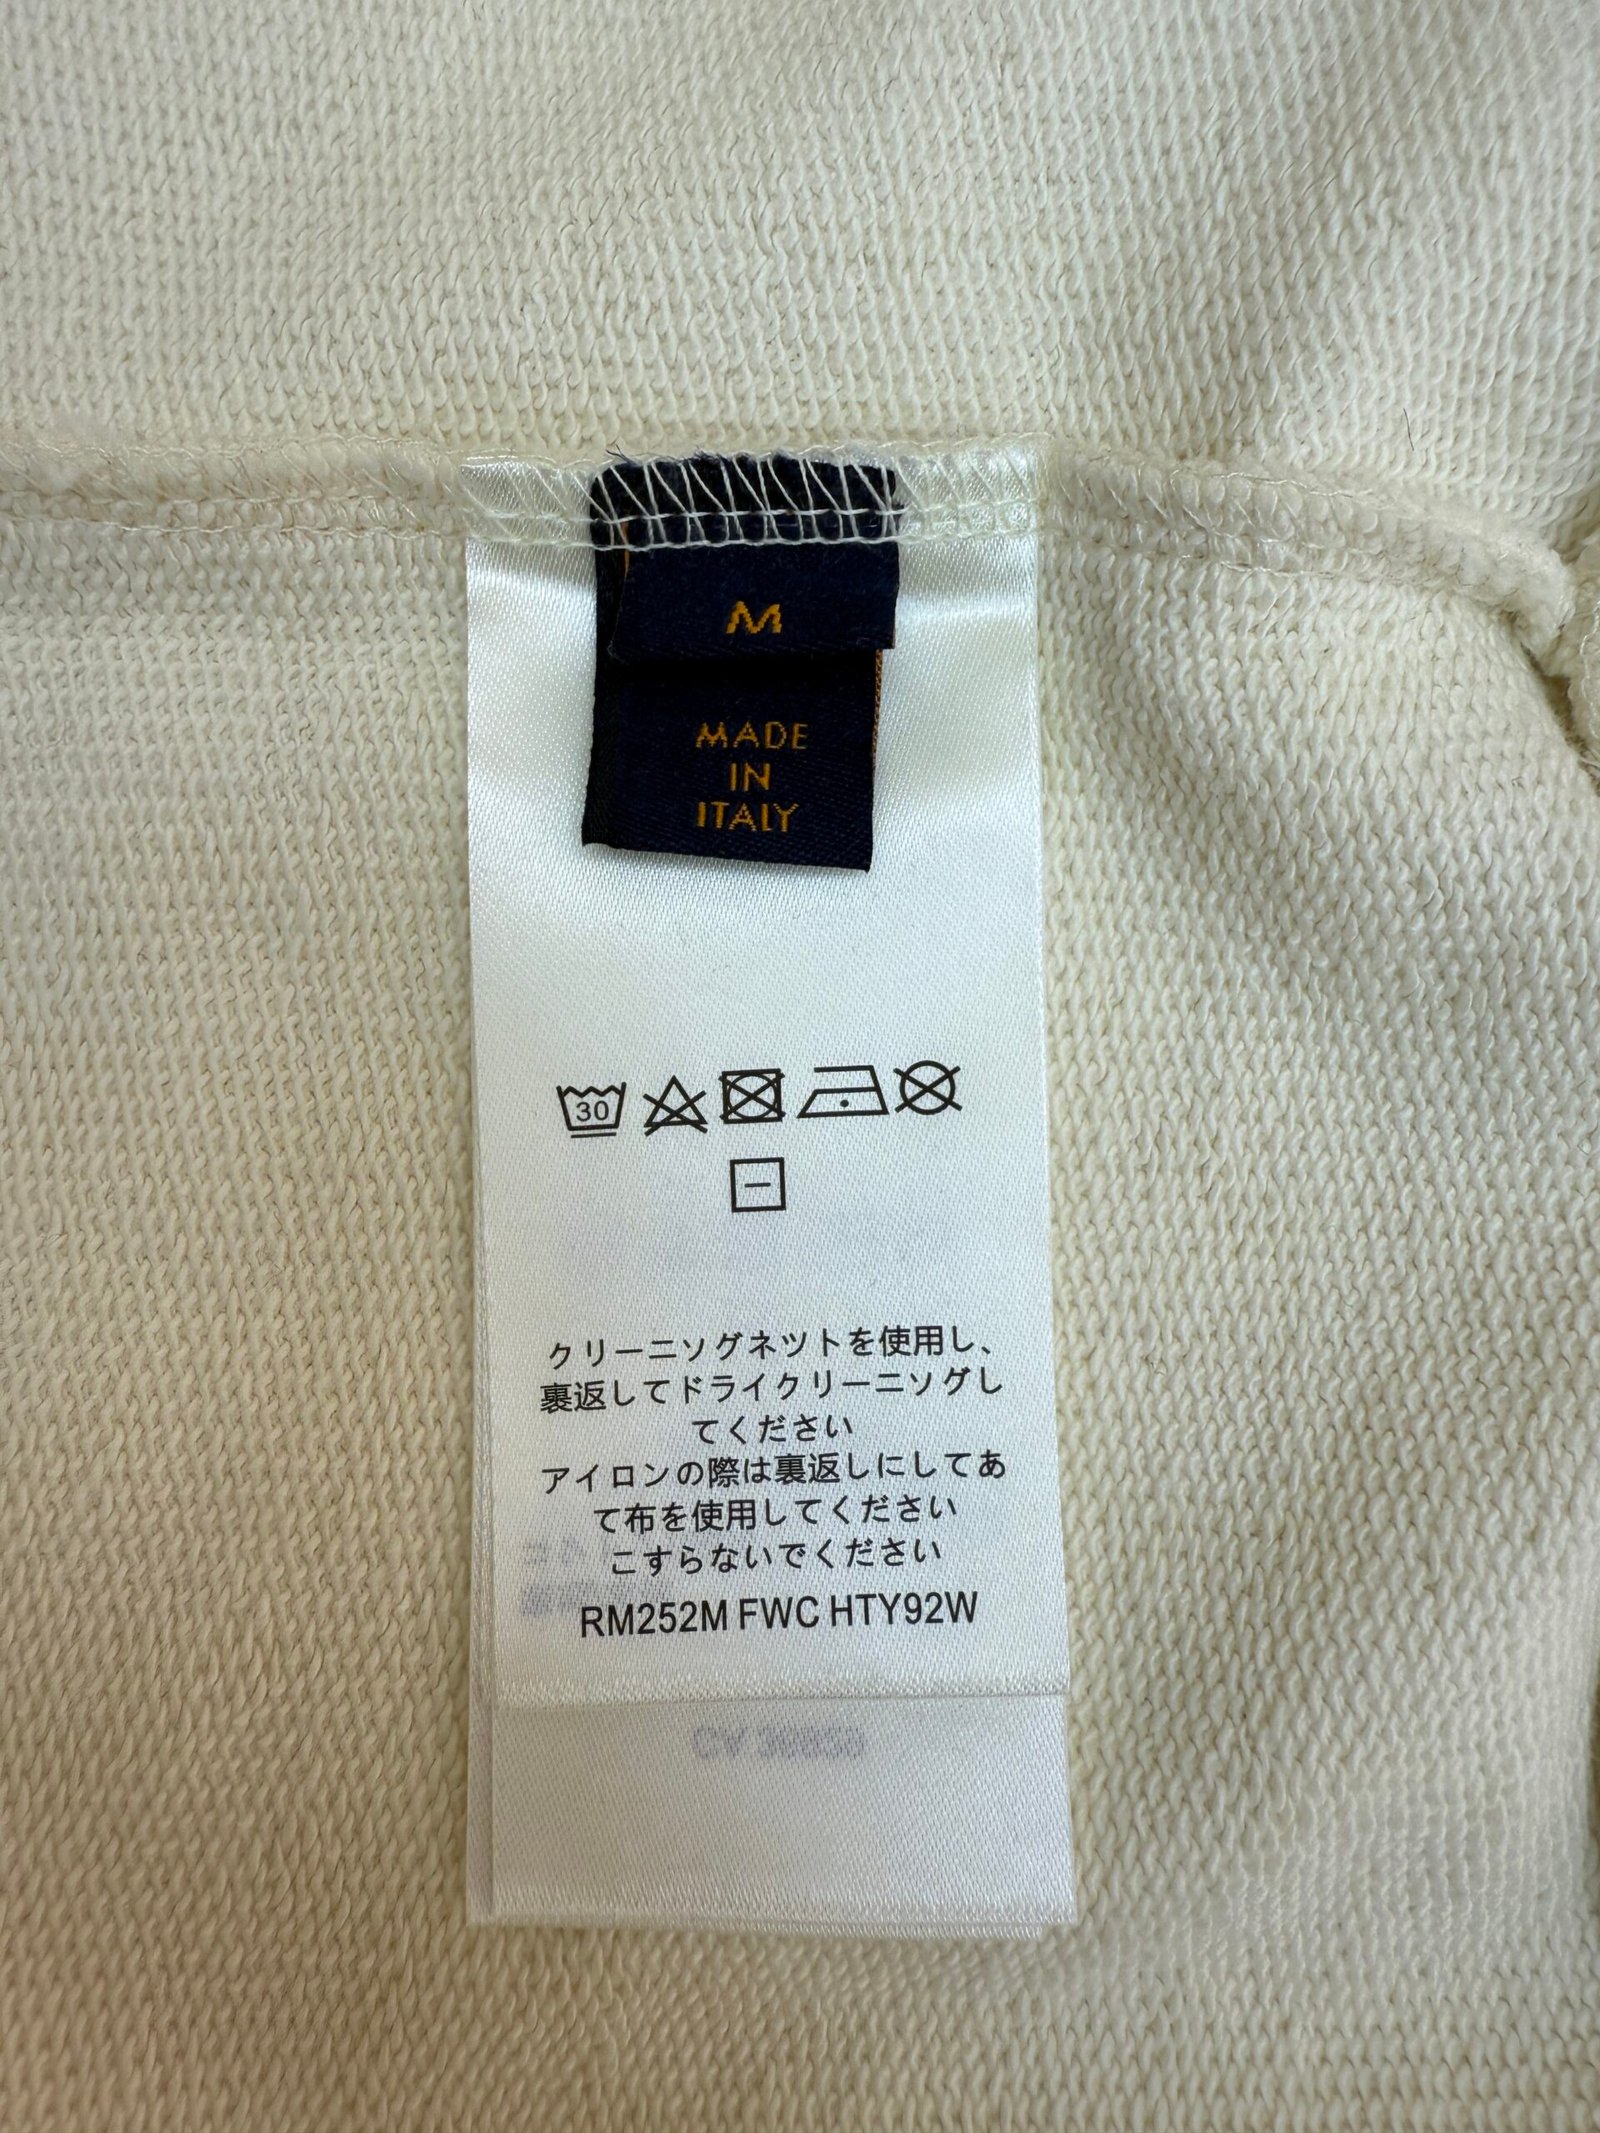 M
MADE
IN
ITALY
30
クリーニソグネツトを使用し、
裏返してドライクリーニソグし
てください
アイロンの際は裏返しにしてあ
て布を使用してください
こすらないでください
RM252M FWC HTY92W